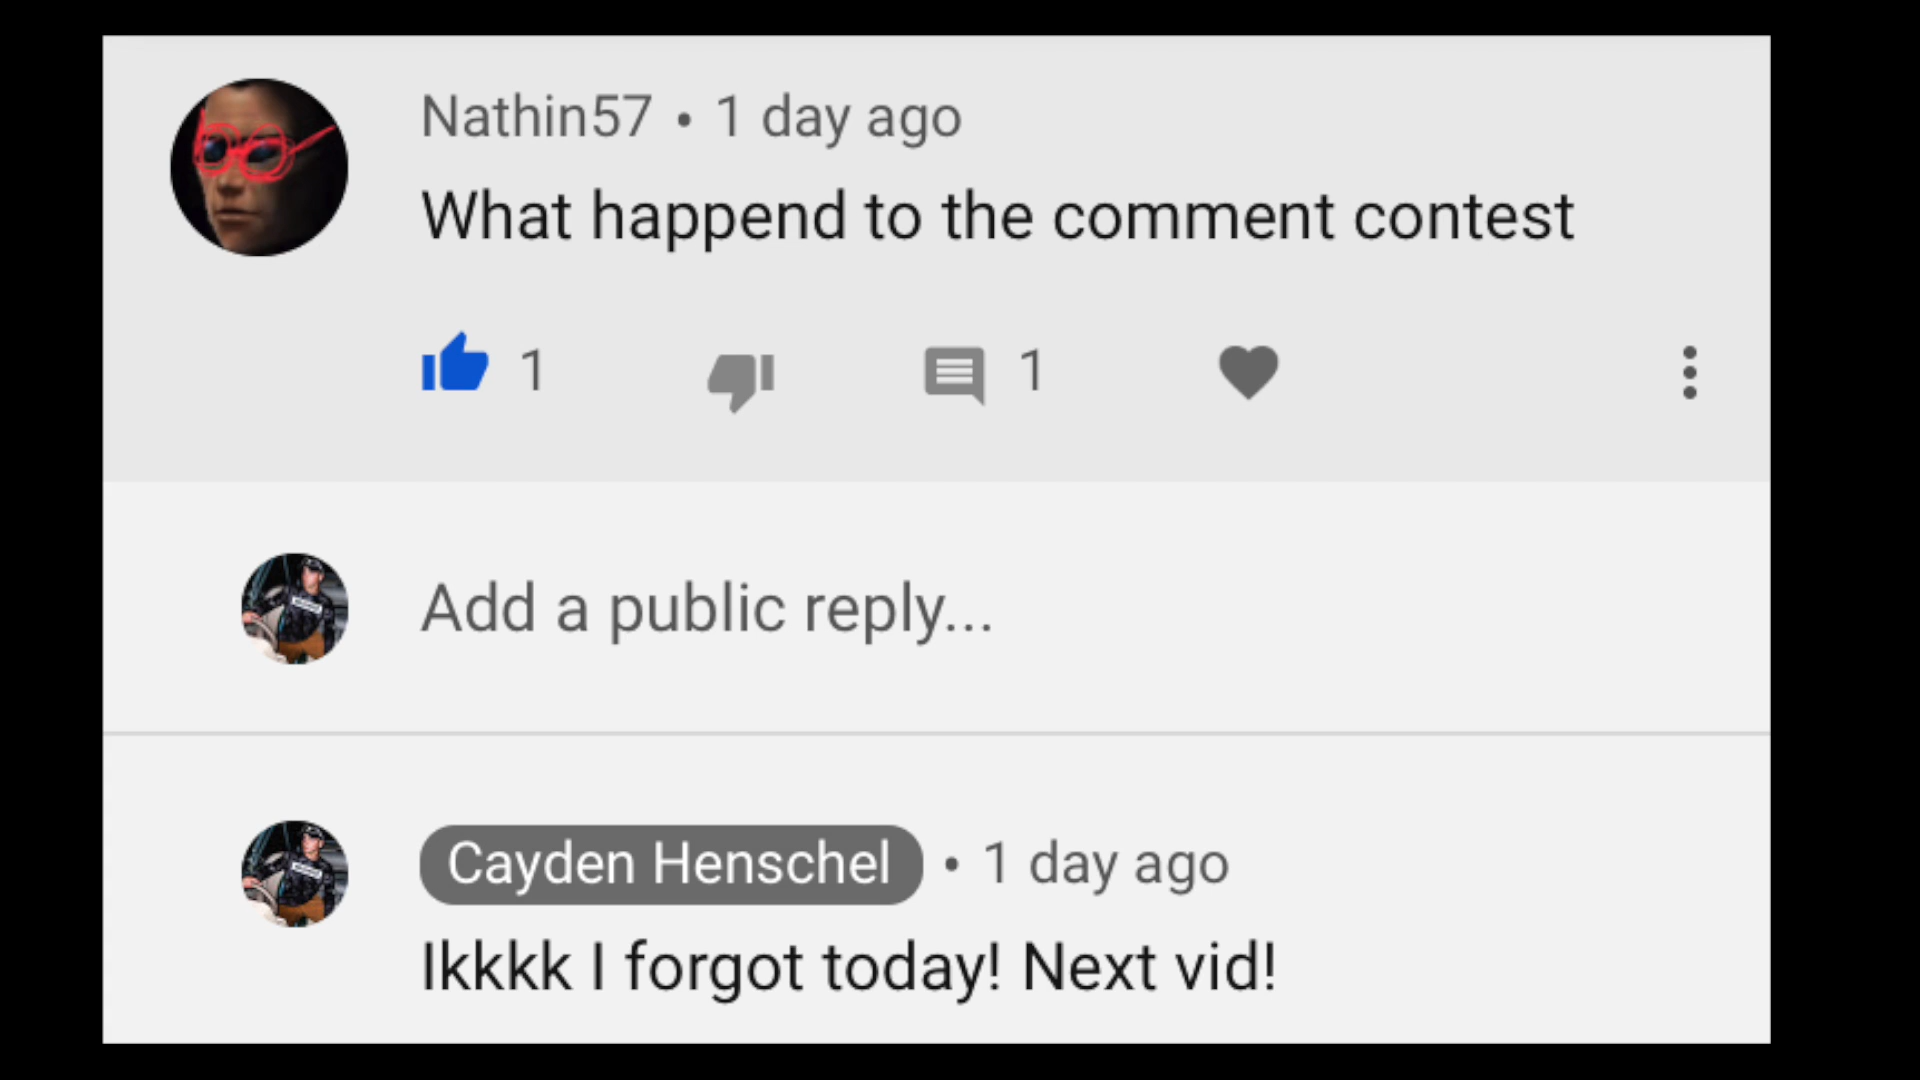 Nathin57 • 1 day ago
What happend to the comment contest
1 1
Add a public reply...
Cayden Henschel • 1 day ago
Ikkkk I forgot today! Next vid!